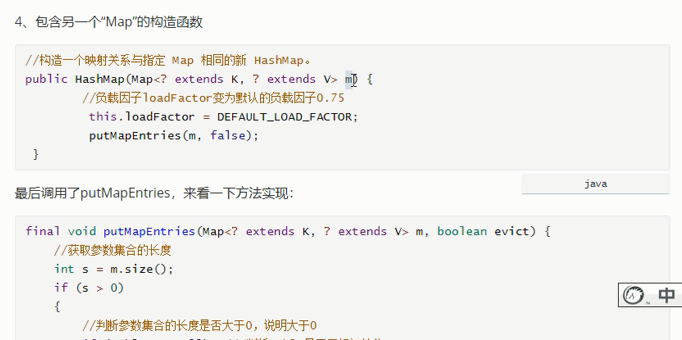 4、包含另一个“Map”的构造函数
//构造一个映射关系与指定 Map 相同的新 HashMap。
public HashMap(Map<? extends K, ? extends V> m) {
//负载因子loadFactor变为默认的负载因子0.75
this.loadFactor = DEFAULT_LOAD_FACTOR;
putMapEntries(m, false);
}
java
最后调用了putMapEntries，来看一下方法实现：
final void putMapEntries(Map<? extends K, ? extends V> m, boolean evict) {
//获取参数集合的长度
int s = m.size();
if (s > 0)
{
//判断参数集合的长度是否大于0，说明大于0
中